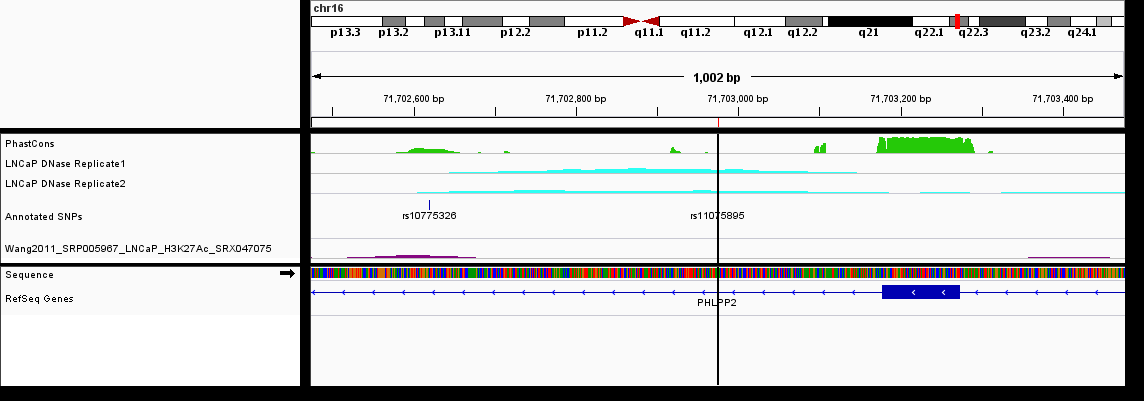 chr16
p13.3 p13.2 p13.11 p12.2 p11.2 q11.1 q11.2 q12.1 q12.2 q21 q22.1 q22.3 q23.2 q24.1
1,002 bp
71,702,600 bp 71,702,800 bp 71,703,000 bp 71,703,200 bp 71,703,400 bp
PhastCons
LNCaP DNase Replicate1
LNCaP DNase Replicate2
Annotated SNPs
rs10775326 rs11075895
Wang2011_SRP005967_LNCaP_H3K27Ac_SRX047075
Sequence
RefSeq Genes
PHLPP2